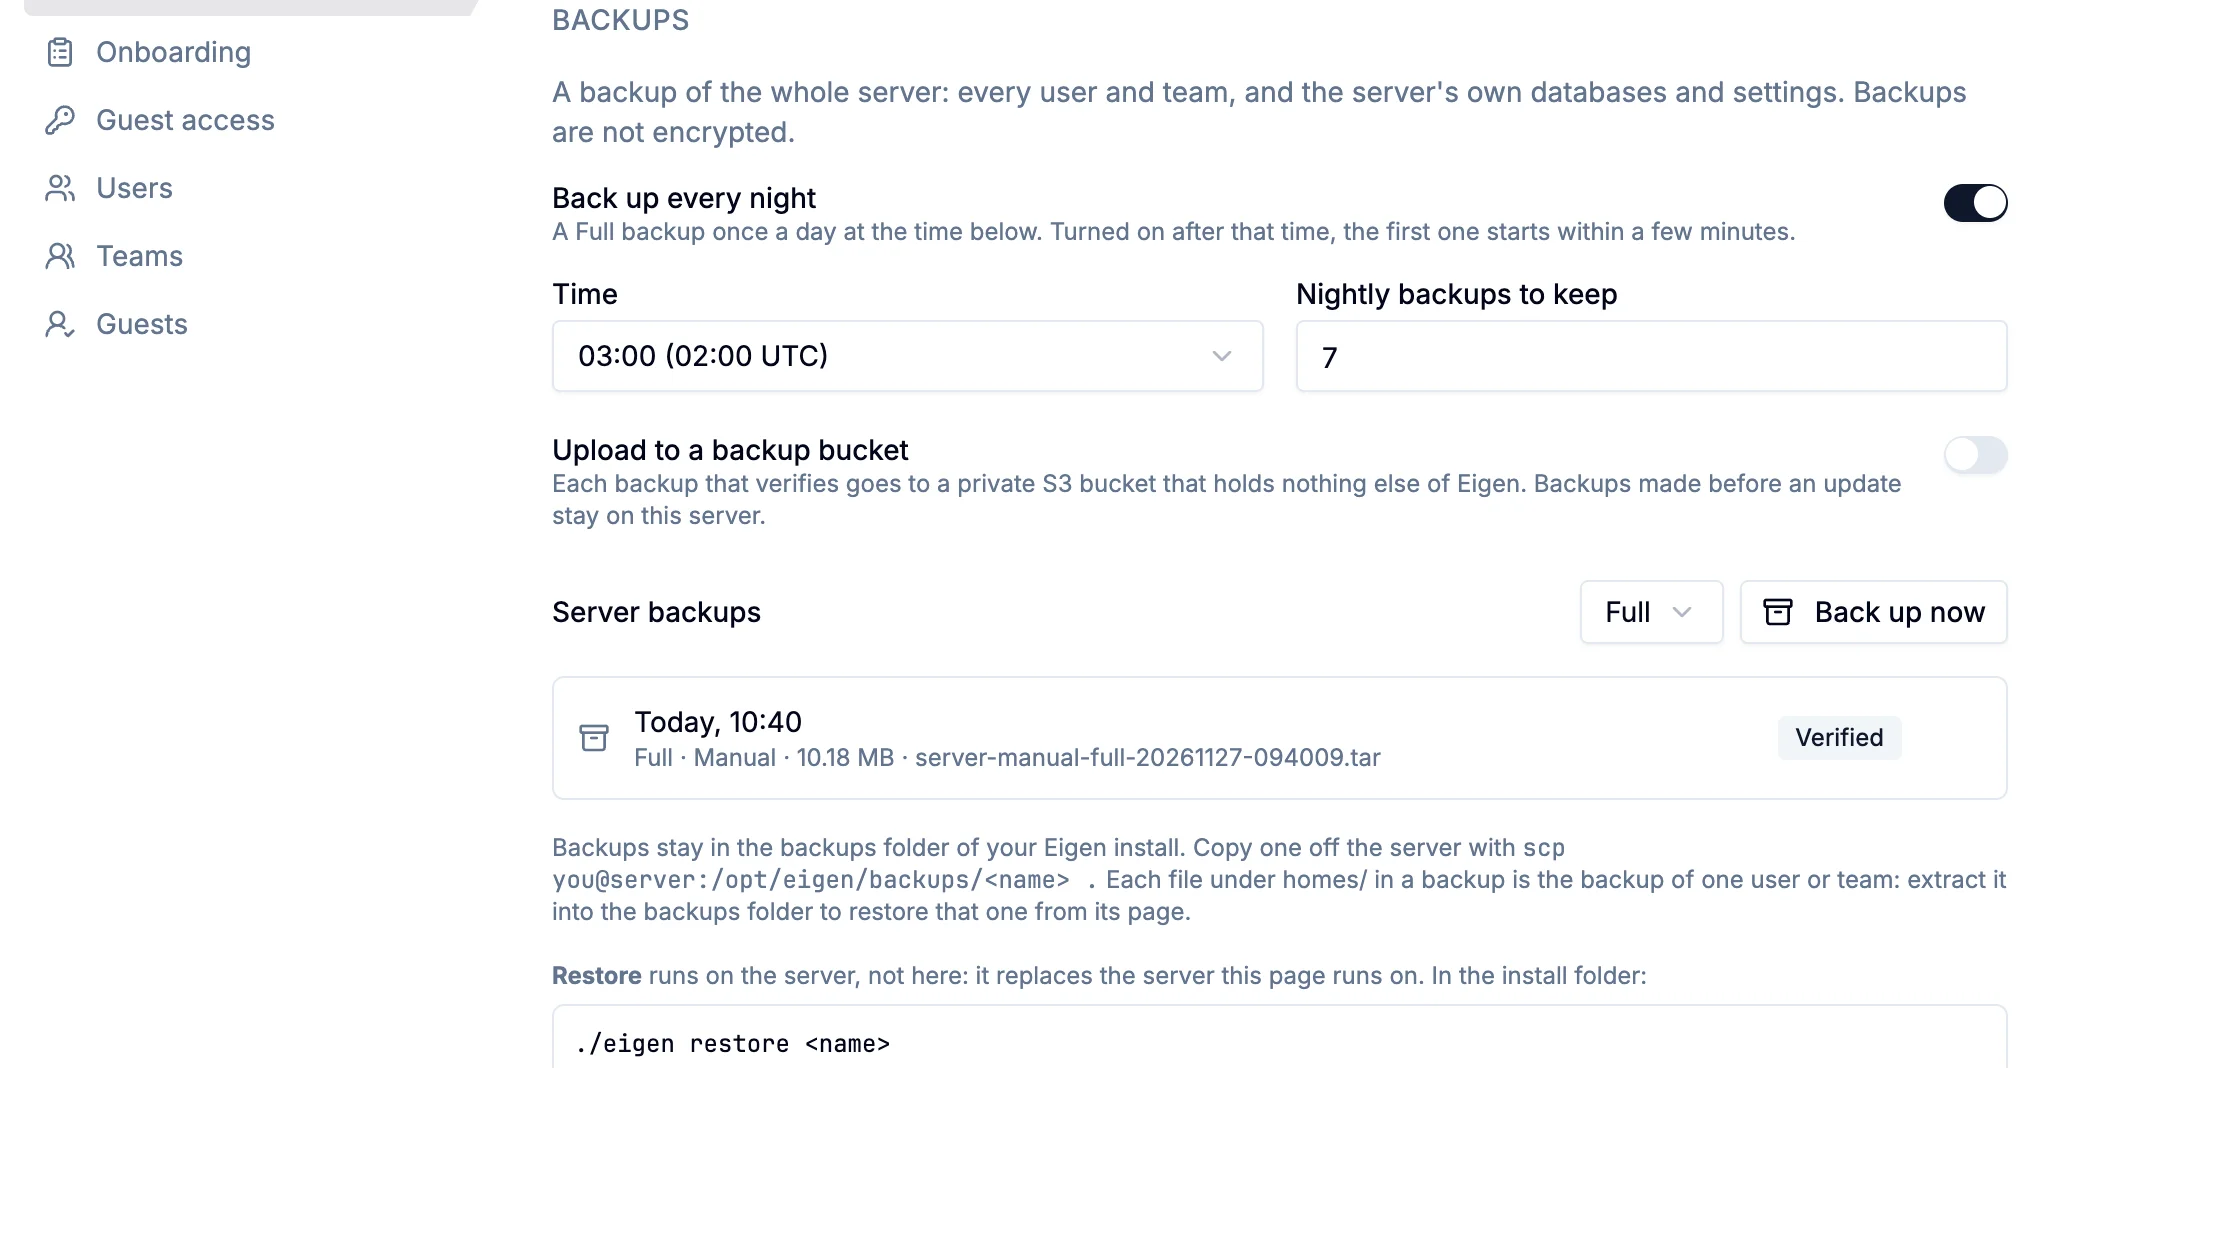 Onboarding
Guest access
Users
Teams
Guests
BACKUPS
A backup of the whole server: every user and team, and the server's own databases and settings. Backups
are not encrypted.
Back up every night
A Full backup once a day at the time below. Turned on after that time, the first one starts within a few minutes.
Time
Nightly backups to keep
03:00 (02:00 UTC)
7
Upload to a backup bucket
Each backup that verifies goes to a private S3 bucket that holds nothing else of Eigen. Backups made before an update
stay on this server.
Server backups
Full
Back up now
Today, 10:40
Full · Manual · 10.18 MB · server-manual-full-20261127-094009.tar
Verified
Backups stay in the backups folder of your Eigen install. Copy one off the server with scp
you@server:/opt/eigen/backups/<name> . Each file under homes/ in a backup is the backup of one user or team: extract it
into the backups folder to restore that one from its page.
Restore runs on the server, not here: it replaces the server this page runs on. In the install folder:
./eigen restore <name>